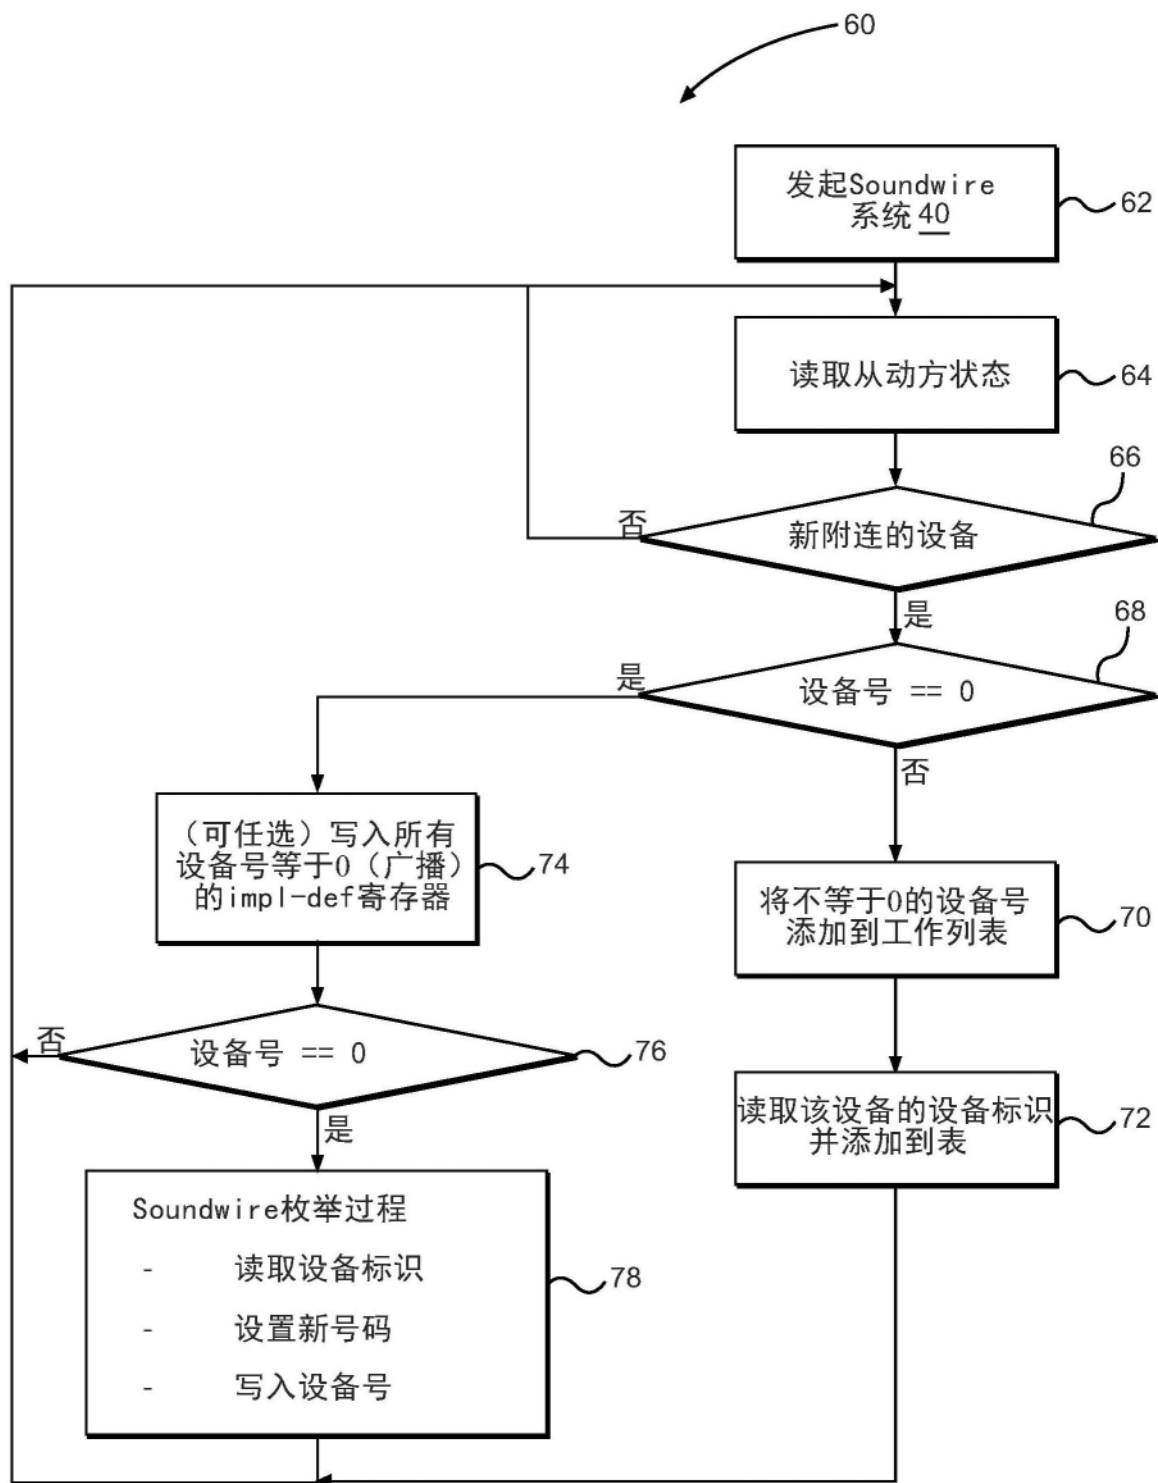 60
发起Soundwire
系统 40
62
读取从动方状态
64
66
新附连的设备
否
是
68
设备号 == 0
是
否
(可任选)写入所有
设备号等于0(广播)
的impl-def寄存器
74
将不等于0的设备号
添加到工作列表
70
设备号 == 0
否
76
是
读取该设备的设备标识
并添加到表
72
Soundwire枚举过程
- 读取设备标识
- 设置新号码
- 写入设备号
78